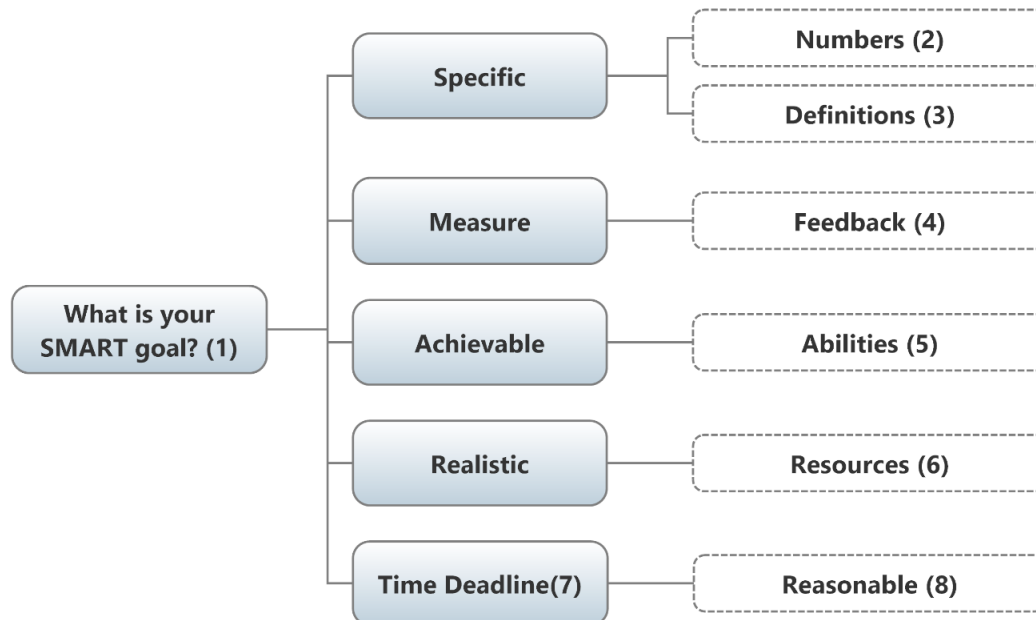 What is your
SMART goal? (1)
Specific
Numbers (2)
Definitions (3)
Measure
Feedback (4)
Achievable
Abilities (5)
Realistic
Resources (6)
Time Deadline(7)
Reasonable (8)